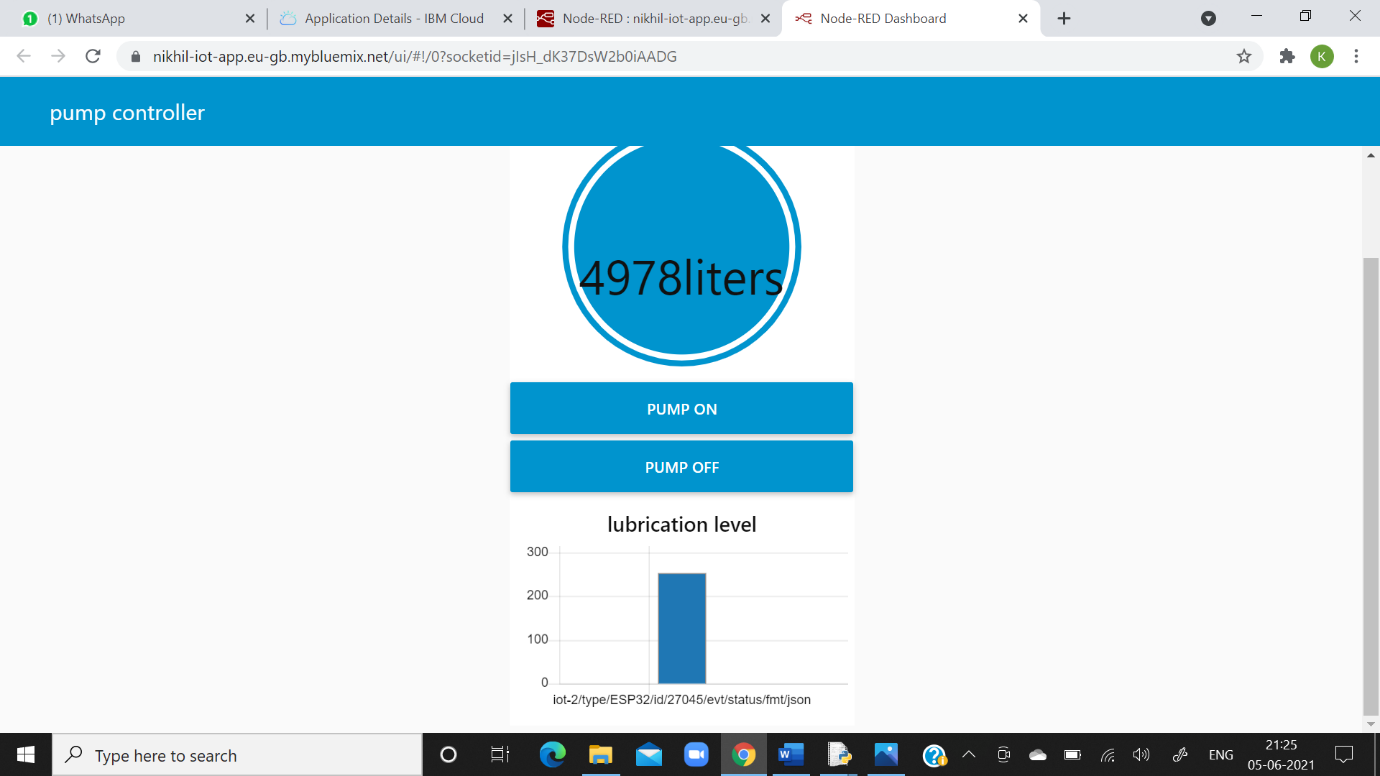 (1) WhatsApp
Application Details - IBM Cloud
Node-RED : nikhil-iot-app.eu-gb.
Node-RED Dashboard
nikhil-iot-app.eu-gb.mybluemix.net/ui/#!/0?socketid=jIsH_dK37DsW2b0iAADG
K
pump controller
4978liters
PUMP ON
PUMP OFF
lubrication level
300
200
100
0
iot-2/type/ESP32/id/27045/evt/status/fmt/json
Type here to search
ENG
21:25
05-06-2021